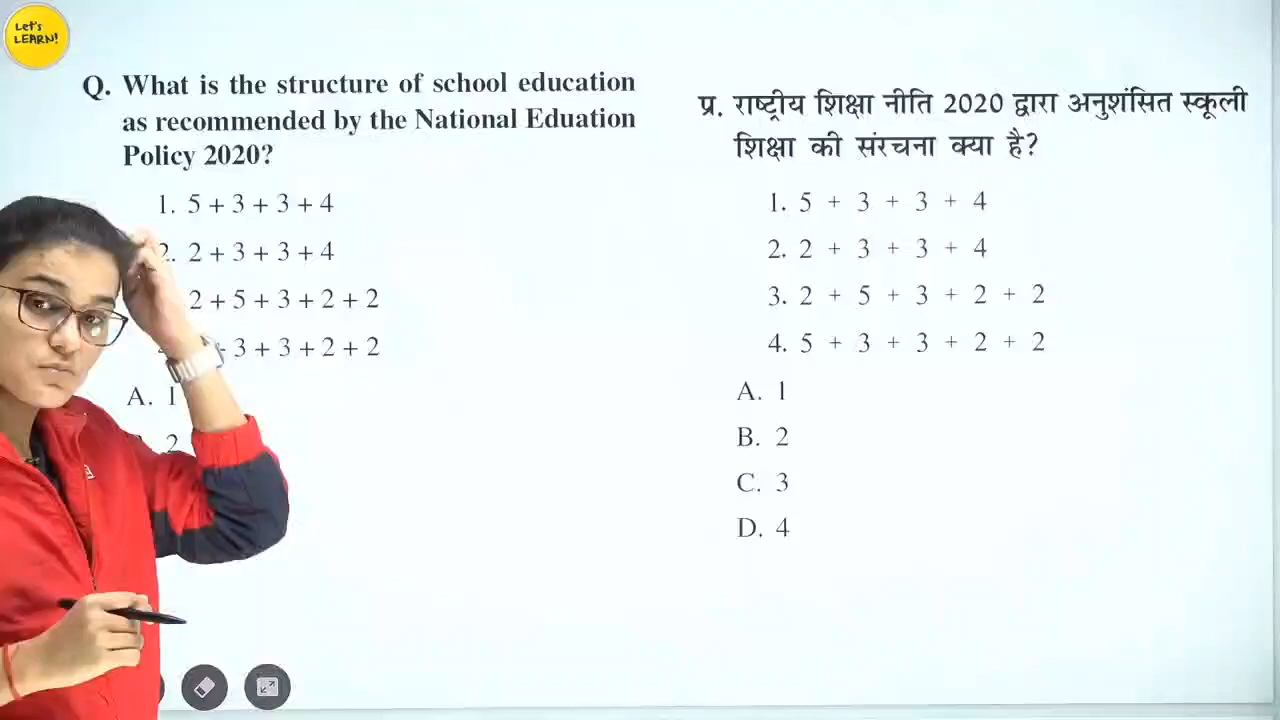 Let's
LEARN!
Q. What is the structure of school education
as recommended by the National Eduation
Policy 2020?
1. 5 + 3 + 3 + 4
2. 2 + 3 + 3 + 4
2 + 5 + 3 + 2 + 2
+ 3 + 3 + 2 + 2
A. 1
2
प्र. राष्ट्रीय शिक्षा नीति 2020 द्वारा अनुशंसित स्कूली
शिक्षा की संरचना क्या है?
1. 5 + 3 + 3 + 4
2. 2 + 3 + 3 + 4
3. 2 + 5 + 3 + 2 + 2
4. 5 + 3 + 3 + 2 + 2
A. 1
B. 2
C. 3
D. 4